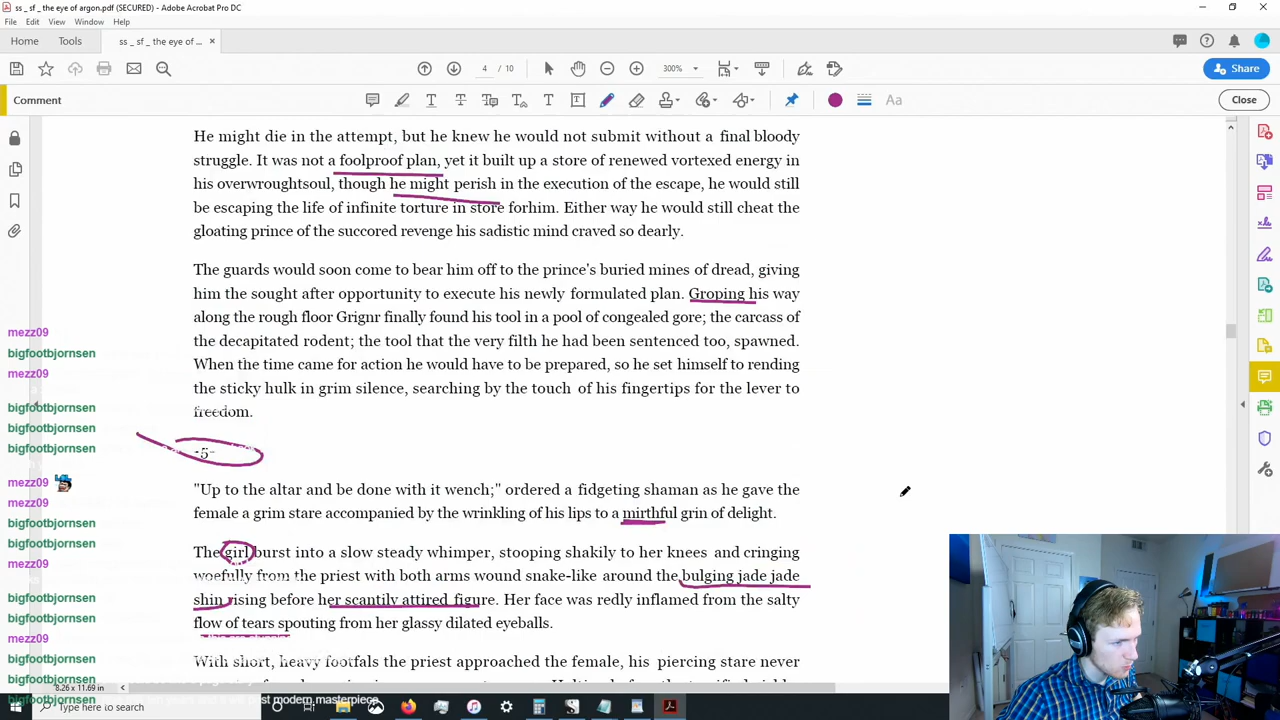 ss _ sf _ the eye of argon.pdf (SECURED) - Adobe Acrobat Pro DC
File Edit View Window Help
Home Tools ss _ sf _ the eye of ... ×
4 / 10 300% Share
Comment Aa Close
He might die in the attempt, but he knew he would not submit without a final bloody
struggle. It was not a foolproof plan, yet it built up a store of renewed vortexed energy in
his overwroughtsoul, though he might perish in the execution of the escape, he would still
be escaping the life of infinite torture in store forhim. Either way he would still cheat the
gloating prince of the succored revenge his sadistic mind craved so dearly.
The guards would soon come to bear him off to the prince's buried mines of dread, giving
him the sought after opportunity to execute his newly formulated plan. Groping his way
along the rough floor Grignr finally found his tool in a pool of congealed gore; the carcass of
the decapitated rodent; the tool that the very filth he had been sentenced too, spawned.
When the time came for action he would have to be prepared, so he set himself to rending
the sticky hulk in grim silence, searching by the touch of his fingertips for the lever to
freedom.
-5-
"Up to the altar and be done with it wench;" ordered a fidgeting shaman as he gave the
female a grim stare accompanied by the wrinkling of his lips to a mirthful grin of delight.
The girl burst into a slow steady whimper, stooping shakily to her knees and cringing
woefully from the priest with both arms wound snake-like around the bulging jade jade
shin rising before her scantily attired figure. Her face was redly inflamed from the salty
flow of tears spouting from her glassy dilated eyeballs.
With short, heavy footfalls the priest approached the female, his piercing stare never
mezz09
bigfootbjornsen
mezz09
bigfootbjornsen
bigfootbjornsen
bigfootbjornsen
mezz09
mezz09
bigfootbjornsen
bigfootbjornsen
mezz09
bigfootbjornsen
bigfootbjornsen
mezz09
bigfootbjornsen
bigfootbjornsen
bigfootbjornsen best modern masterpiece
8.26 x 11.69 in
Type here to search